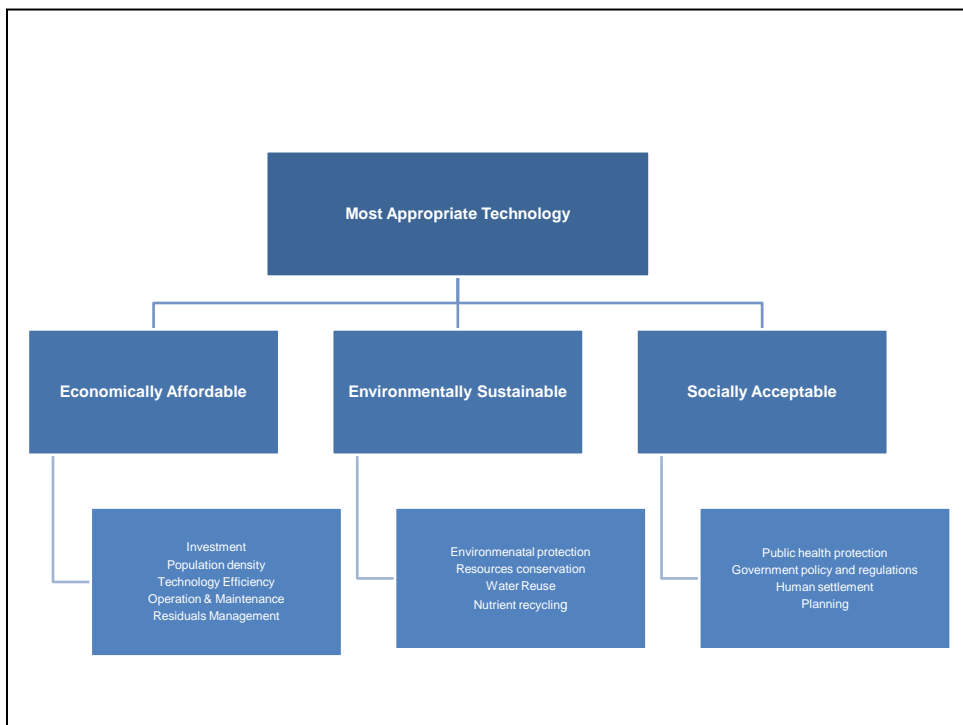 Most Appropriate Technology
Economically Affordable
Environmentally Sustainable
Socially Acceptable
Investment
Population density
Technology Efficiency
Operation & Maintenance
Residuals Management
Environmenatal protection
Resources conservation
Water Reuse
Nutrient recycling
Public health protection
Government policy and regulations
Human settlement
Planning